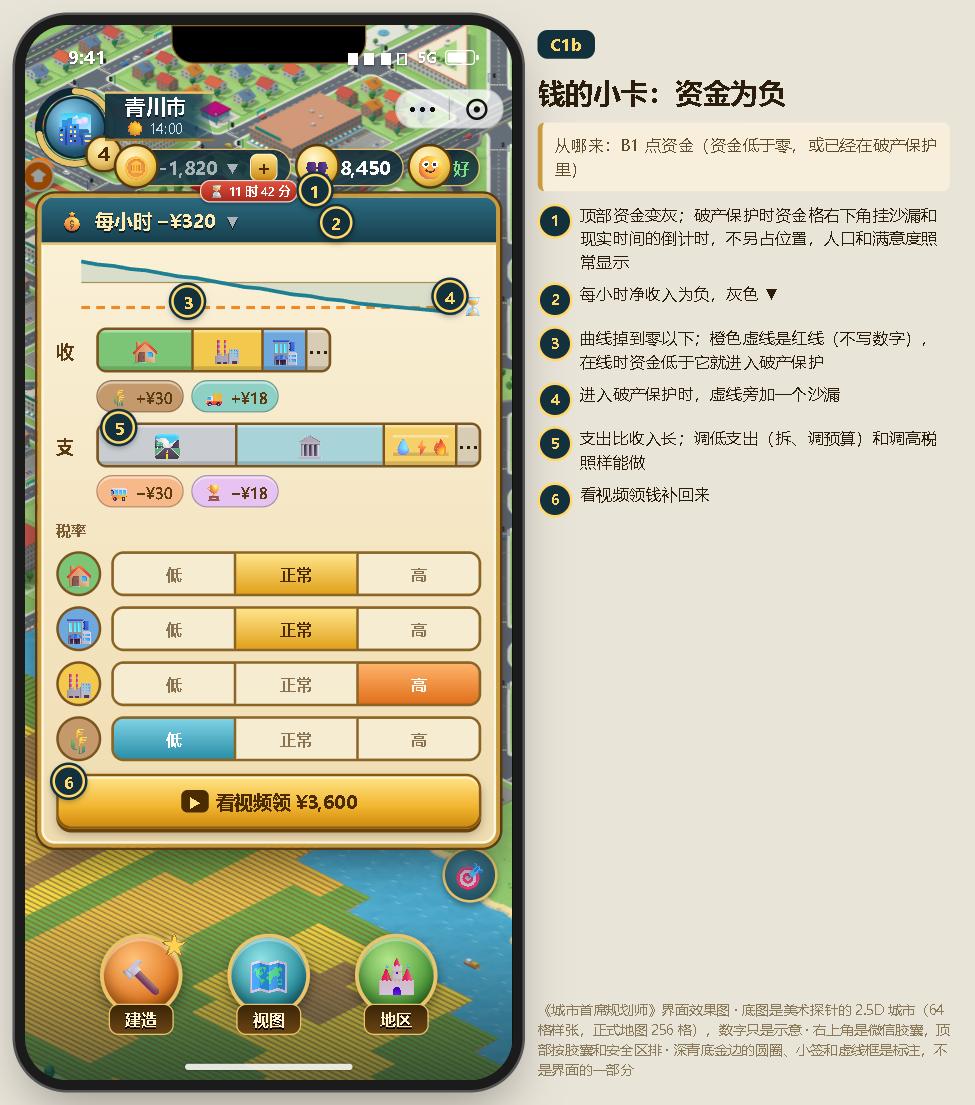 9:41
5G
青川市
14:00
4
-1,820 ▼ +
8,450
好
11 时 42 分
1
每小时 −¥320 ▼
2
3
4
收
...
+¥30
+¥18
5
支
...
−¥30
−¥18
税率
低 正常 高
低 正常 高
低 正常 高
低 正常 高
6
看视频领 ¥3,600
建造
视图
地区
C1b
钱的小卡：资金为负
从哪来：B1 点资金（资金低于零，或已经在破产保护
里）
1 顶部资金变灰；破产保护时资金格右下角挂沙漏和
现实时间的倒计时，不另占位置，人口和满意度照
常显示
2 每小时净收入为负，灰色 ▼
3 曲线掉到零以下；橙色虚线是红线（不写数字），
在线时资金低于它就进入破产保护
4 进入破产保护时，虚线旁加一个沙漏
5 支出比收入长；调低支出（拆、调预算）和调高税
照样能做
6 看视频领钱补回来
《城市首席规划师》界面效果图 · 底图是美术探针的 2.5D 城市（64
格样张，正式地图 256 格），数字只是示意 · 右上角是微信胶囊，顶
部按胶囊和安全区排 · 深青底金边的圆圈、小签和虚线框是标注，不
是界面的一部分